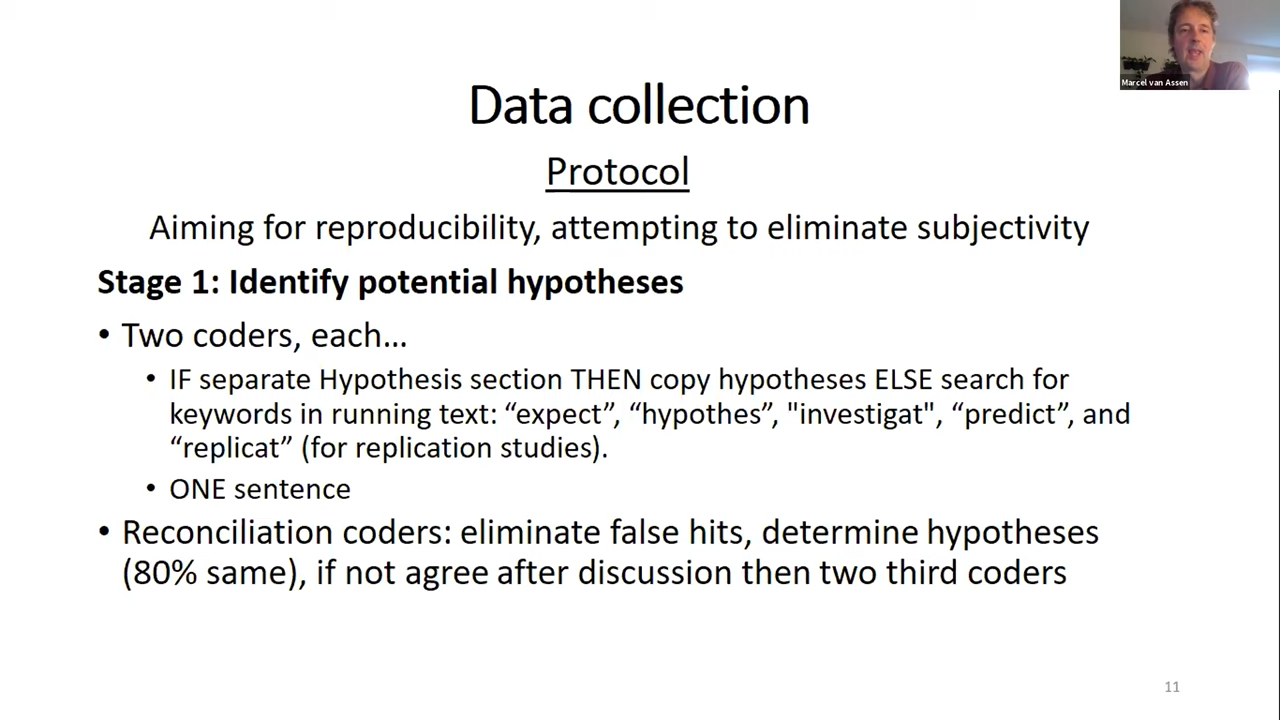 Marcel van Assen
Data collection
Protocol
Aiming for reproducibility, attempting to eliminate subjectivity
Stage 1: Identify potential hypotheses
• Two coders, each…
• IF separate Hypothesis section THEN copy hypotheses ELSE search for
keywords in running text: “expect”, “hypothes”, "investigat", “predict”, and
“replicat” (for replication studies).
• ONE sentence
• Reconciliation coders: eliminate false hits, determine hypotheses
(80% same), if not agree after discussion then two third coders
11